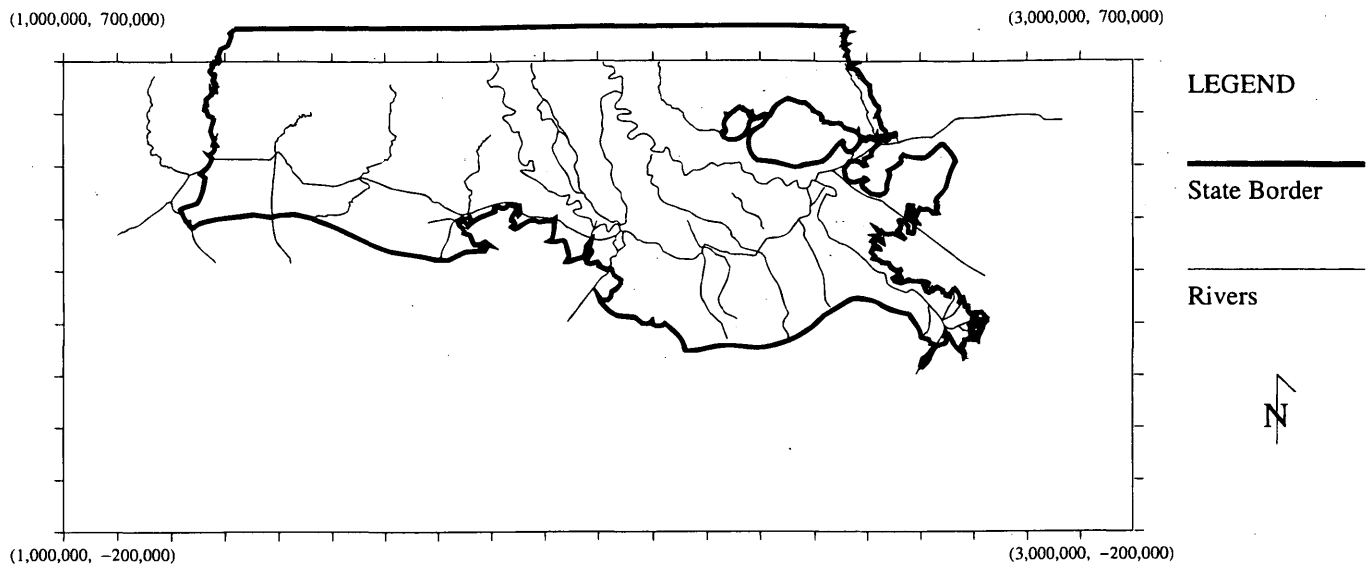 (1,000,000, 700,000)
(3,000,000, 700,000)
LEGEND
State Border
Rivers
N
(1,000,000, -200,000)
(3,000,000, -200,000)